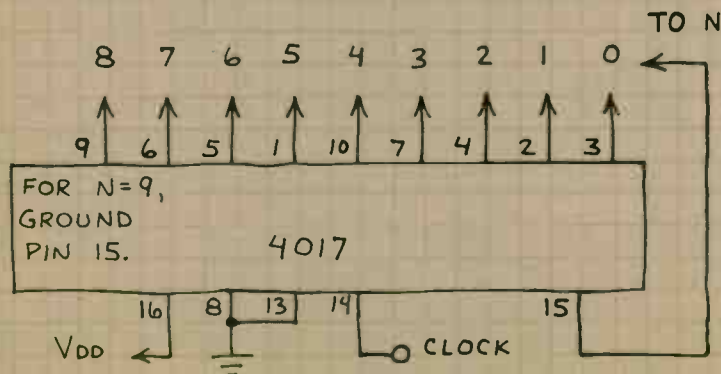 TO N
8 7 6 5 4 3 2 1 0
9 6 5 1 10 7 4 2 3
FOR N=9,
GROUND
PIN 15.
4017
16 8 13 14 15
VDD
CLOCK